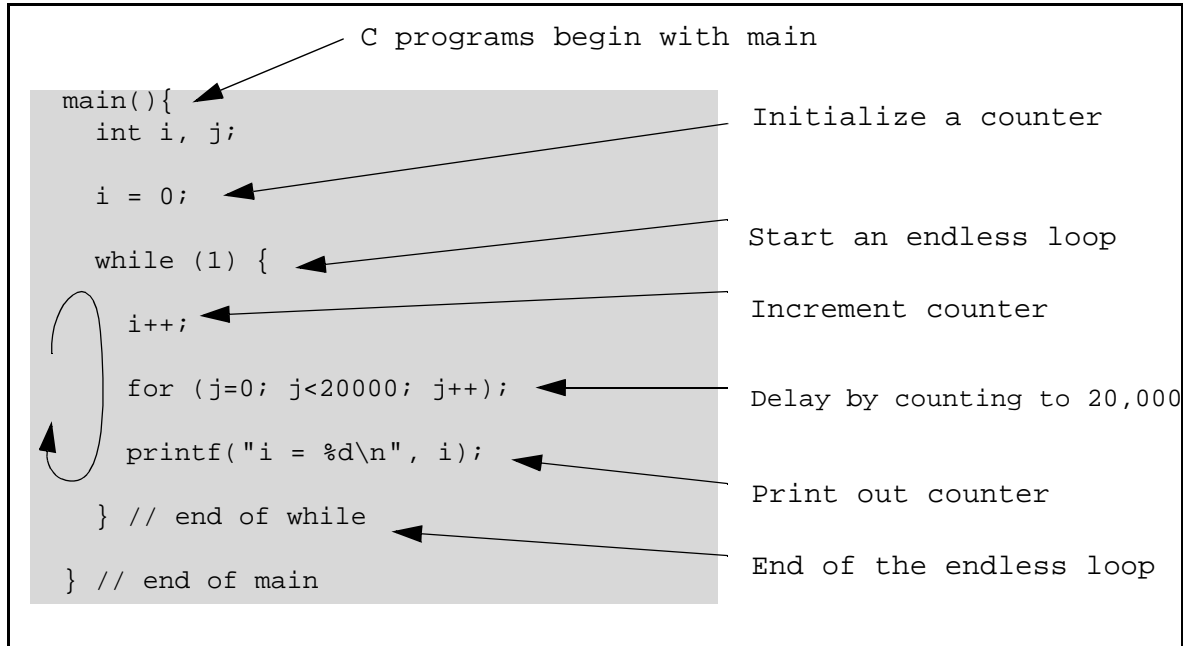 C programs begin with main
main(){
int i, j;
Initialize a counter
i = 0;
Start an endless loop
while (1) {
Increment counter
i++;
for (j=0; j<20000; j++);
Delay by counting to 20,000
printf("i = %d\n", i);
Print out counter
} // end of while
End of the endless loop
} // end of main